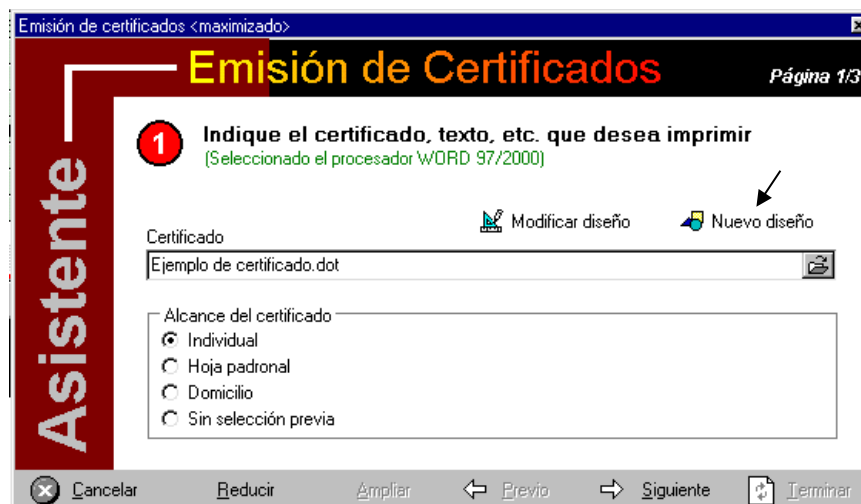 Emisión de certificados <maximizado>
Emisión de Certificados
Página 1/3
Asistente
1
Indique el certificado, texto, etc. que desea imprimir
(Seleccionado el procesador WORD 97/2000)
Modificar diseño
Nuevo diseño
Certificado
Ejemplo de certificado.dot
Alcance del certificado
Individual
Hoja padronal
Domicilio
Sin selección previa
Cancelar Reducir Ampliar Previo Siguiente Terminar